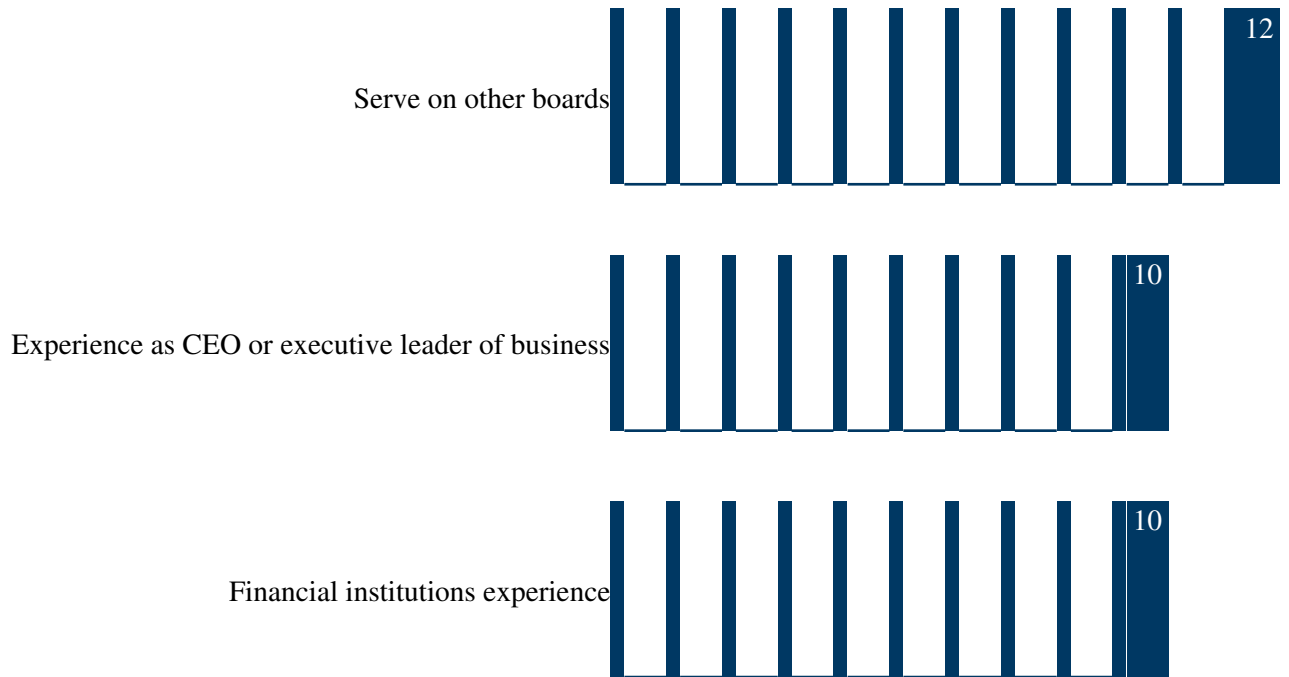 12
Serve on other boards
10
Experience as CEO or executive leader of business
10
Financial institutions experience